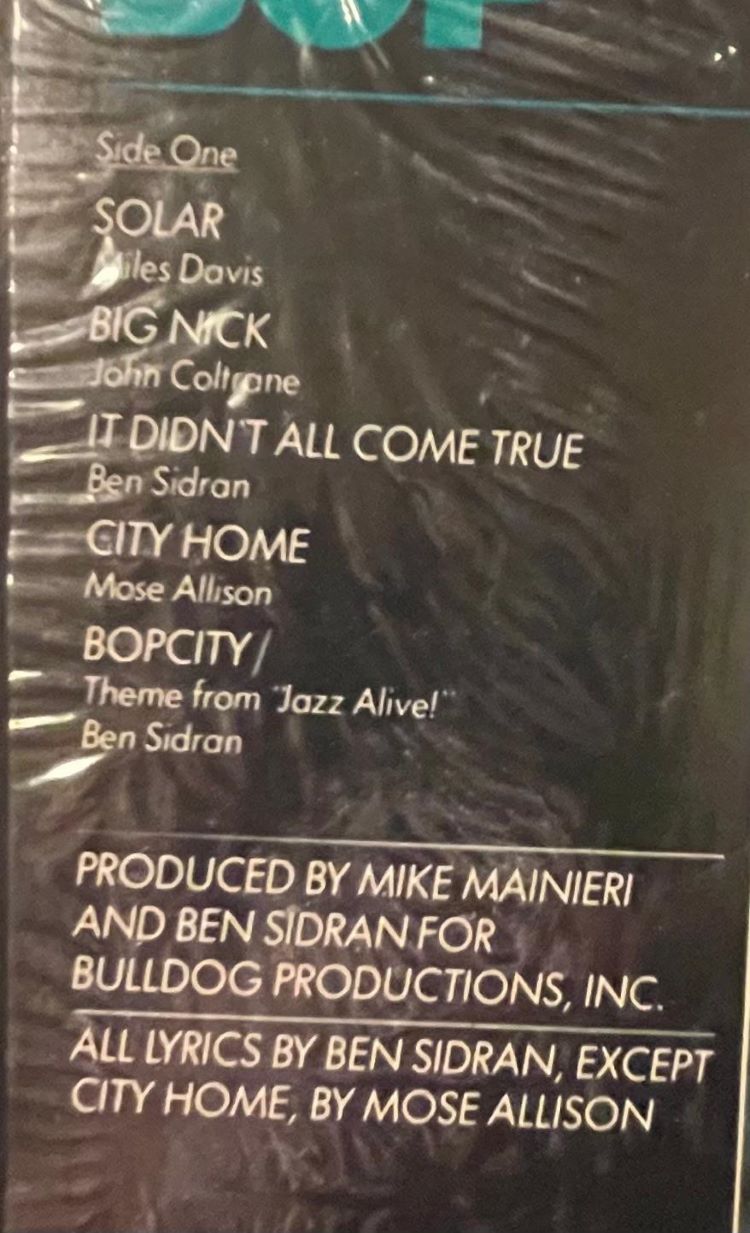 BOP
Side One
SOLAR
Miles Davis
BIG NICK
John Coltrane
IT DIDN'T ALL COME TRUE
Ben Sidran
CITY HOME
Mose Allison
BOPCITY/
Theme from "Jazz Alive!"
Ben Sidran
PRODUCED BY MIKE MAINIERI
AND BEN SIDRAN FOR
BULLDOG PRODUCTIONS, INC.
ALL LYRICS BY BEN SIDRAN, EXCEPT
CITY HOME, BY MOSE ALLISON